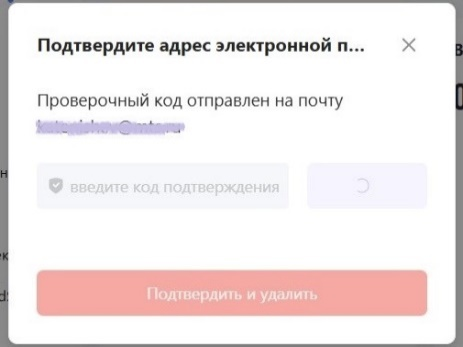 Подтвердите адрес электронной п...
Проверочный код отправлен на почту
введите код подтверждения
Подтвердить и удалить